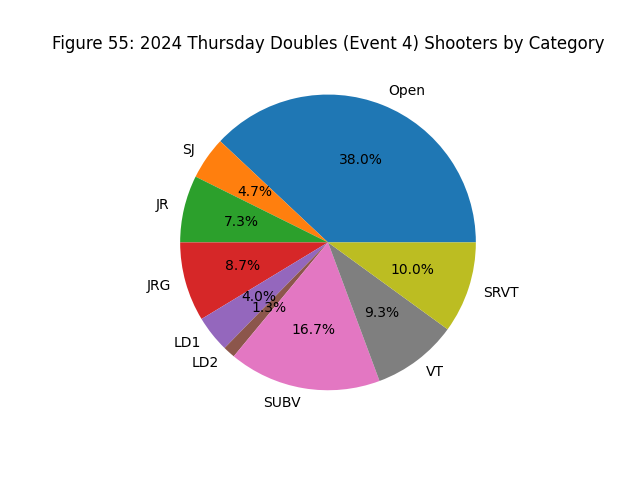 Figure 55: 2024 Thursday Doubles (Event 4) Shooters by Category
Open
38.0%
SJ
4.7%
JR
7.3%
JRG
8.7%
LD1
4.0%
LD2
1.3%
SUBV
16.7%
VT
9.3%
SRVT
10.0%